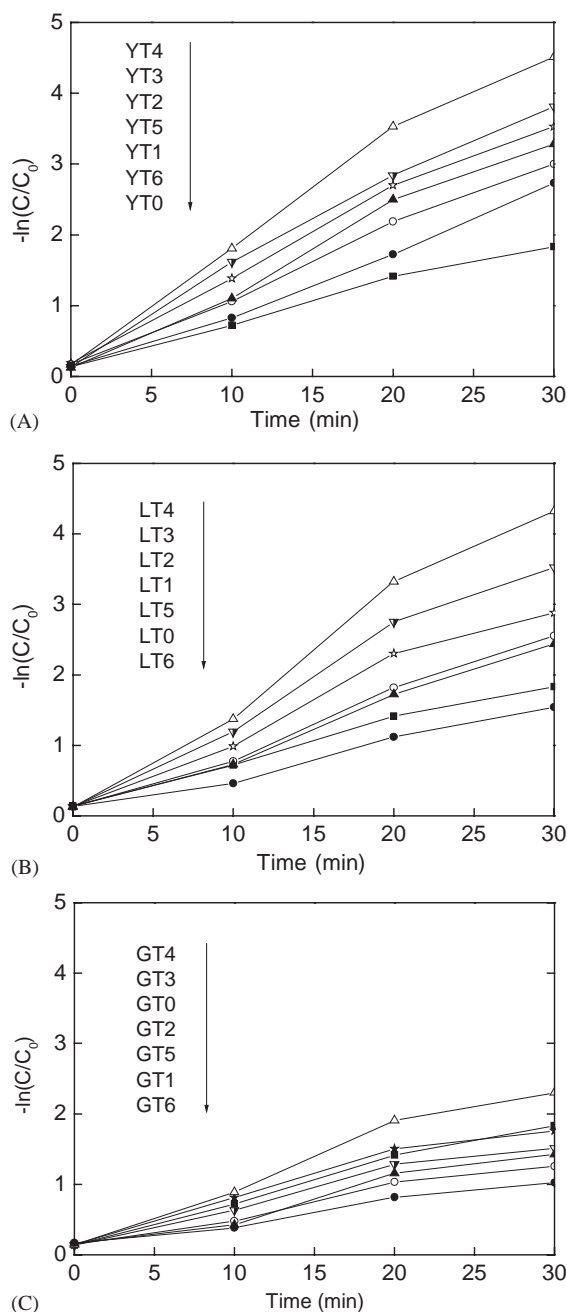 5
4
3
2
1
0
-ln(C/C₀)
YT4
YT3
YT2
YT5
YT1
YT6
YT0
0 5 10 15 20 25 30
Time (min)
(A)
5
4
3
2
1
0
-ln(C/C₀)
LT4
LT3
LT2
LT1
LT5
LT0
LT6
0 5 10 15 20 25 30
Time (min)
(B)
5
4
3
2
1
0
-ln(C/C₀)
GT4
GT3
GT0
GT2
GT5
GT1
GT6
0 5 10 15 20 25 30
Time (min)
(C)